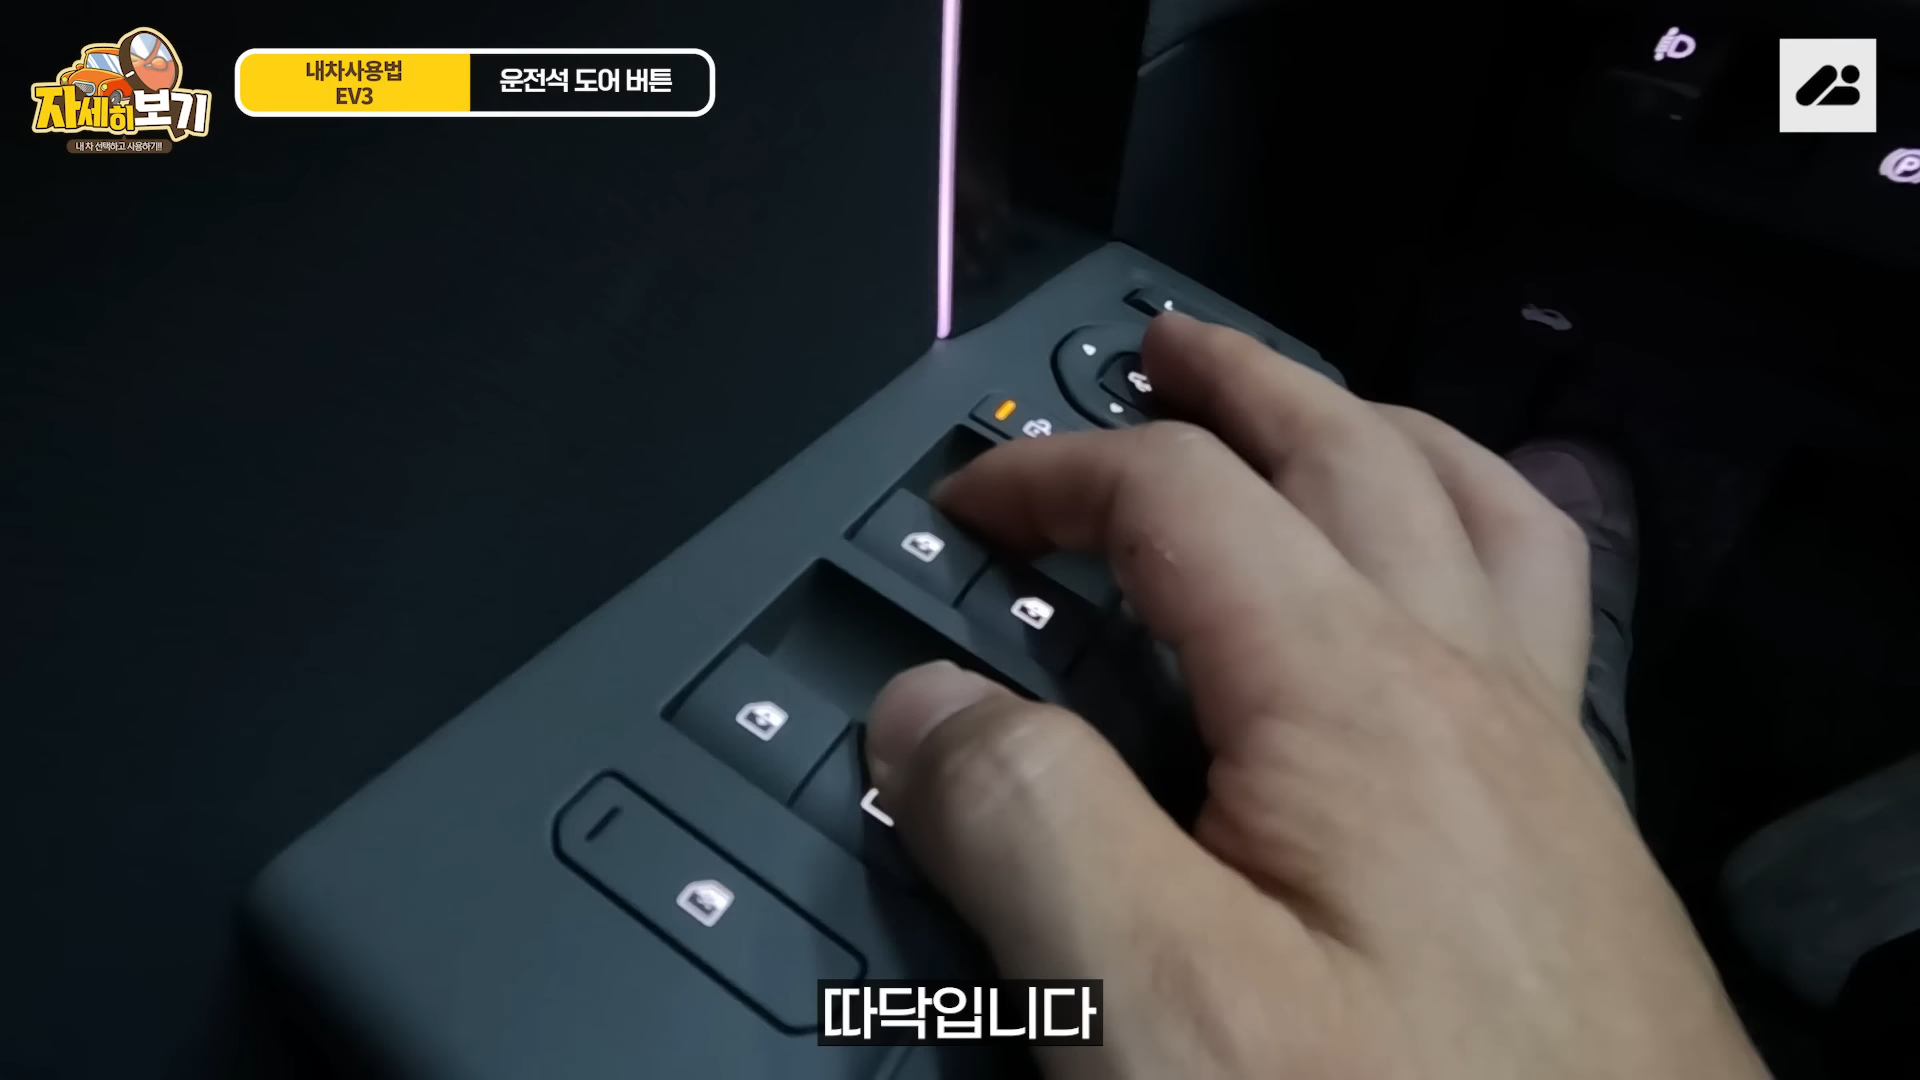 자세히보기
내 차 선택하고 사용하기!!
내차사용법
EV3
운전석 도어 버튼
따닥입니다